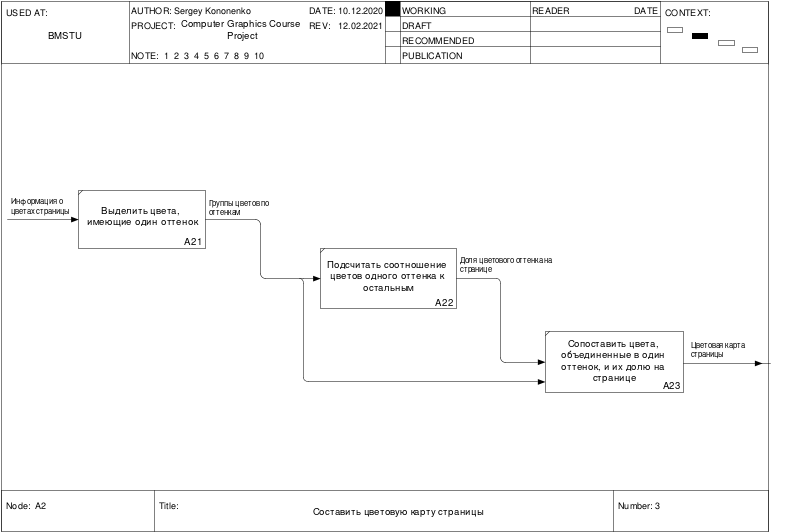 USED AT:
BMSTU
AUTHOR: Sergey Kononenko
DATE: 10.12.2020
PROJECT: Computer Graphics Course
Project
REV: 12.02.2021
NOTE: 1 2 3 4 5 6 7 8 9 10
WORKING
DRAFT
RECOMMENDED
PUBLICATION
READER
DATE
CONTEXT:
Информация о
цветах страницы
Выделить цвета,
имеющие один оттенок
A21
Группы цветов по
оттенкам
Подсчитать соотношение
цветов одного оттенка к
остальным
A22
Доля цветового оттенка на
странице
Сопоставить цвета,
объединенные в один
оттенок, и их долю на
странице
A23
Цветовая карта
страницы
Node: A2
Title:
Составить цветовую карту страницы
Number: 3